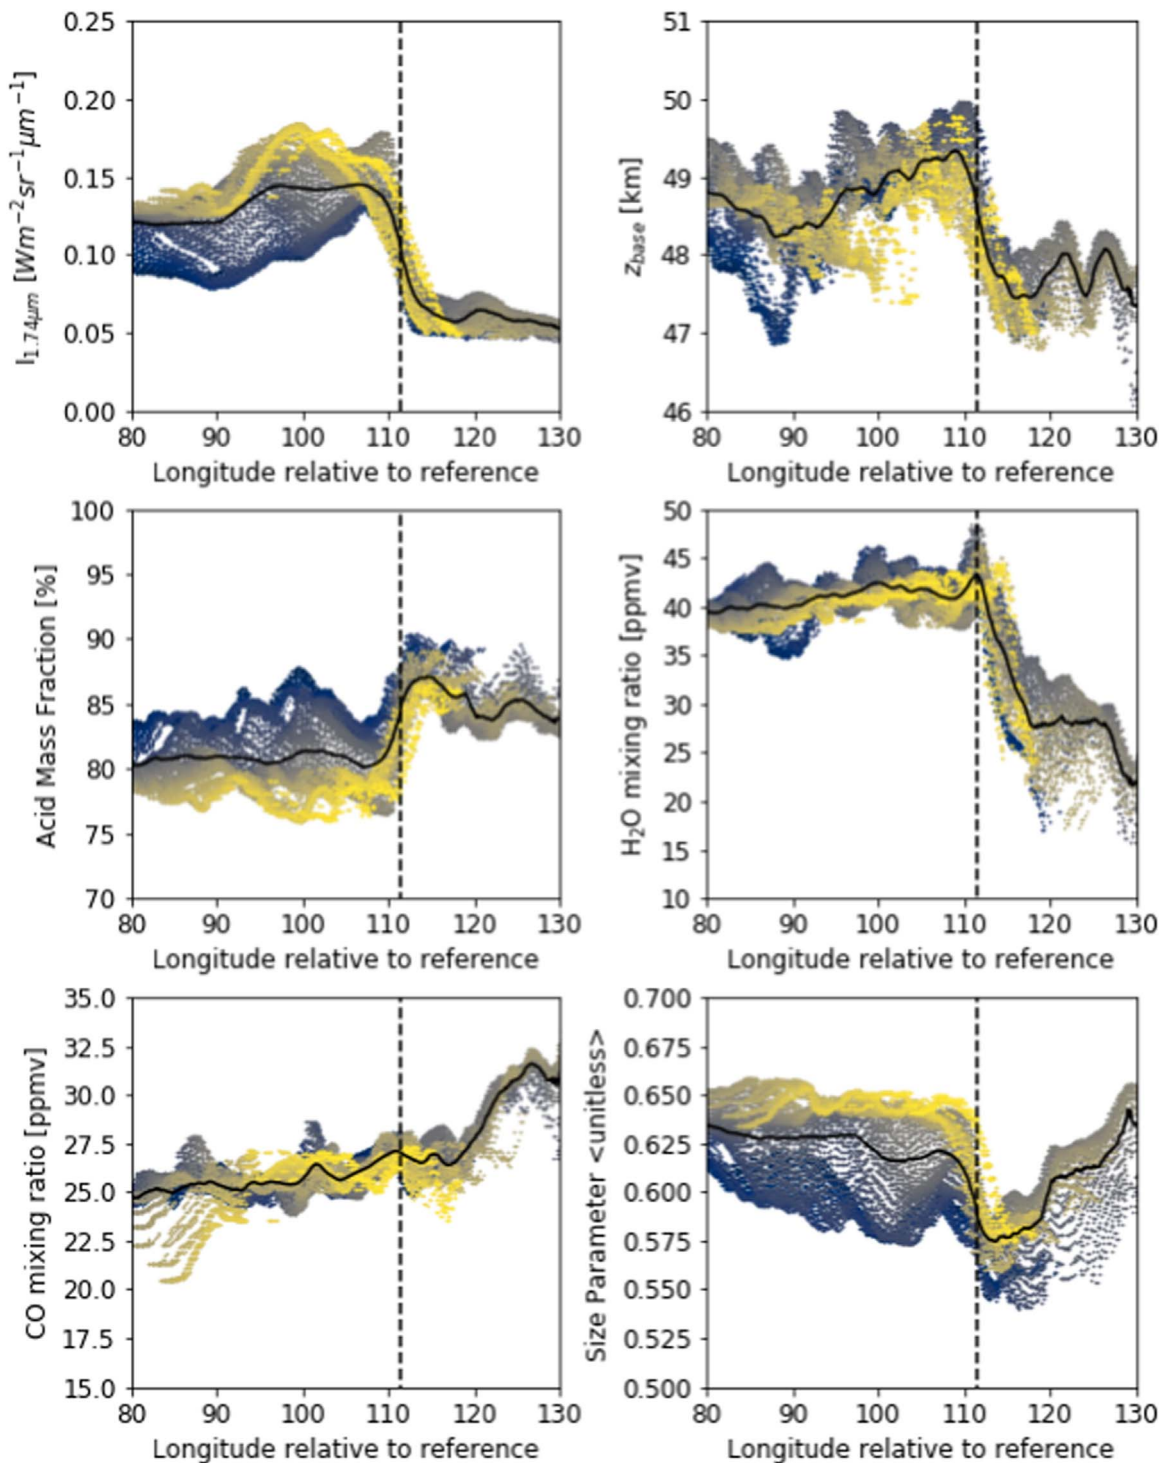 0.25
0.20
0.15
0.10
0.05
0.00
I1.74μm [Wm−2sr−1μm−1]
80 90 100 110 120 130
Longitude relative to reference
51
50
49
48
47
46
zbase [km]
80 90 100 110 120 130
Longitude relative to reference
100
95
90
85
80
75
70
Acid Mass Fraction [%]
80 90 100 110 120 130
Longitude relative to reference
50
45
40
35
30
25
20
15
10
H2O mixing ratio [ppmv]
80 90 100 110 120 130
Longitude relative to reference
35.0
32.5
30.0
27.5
25.0
22.5
20.0
17.5
15.0
CO mixing ratio [ppmv]
80 90 100 110 120 130
Longitude relative to reference
0.700
0.675
0.650
0.625
0.600
0.575
0.550
0.525
0.500
Size Parameter <unitless>
80 90 100 110 120 130
Longitude relative to reference